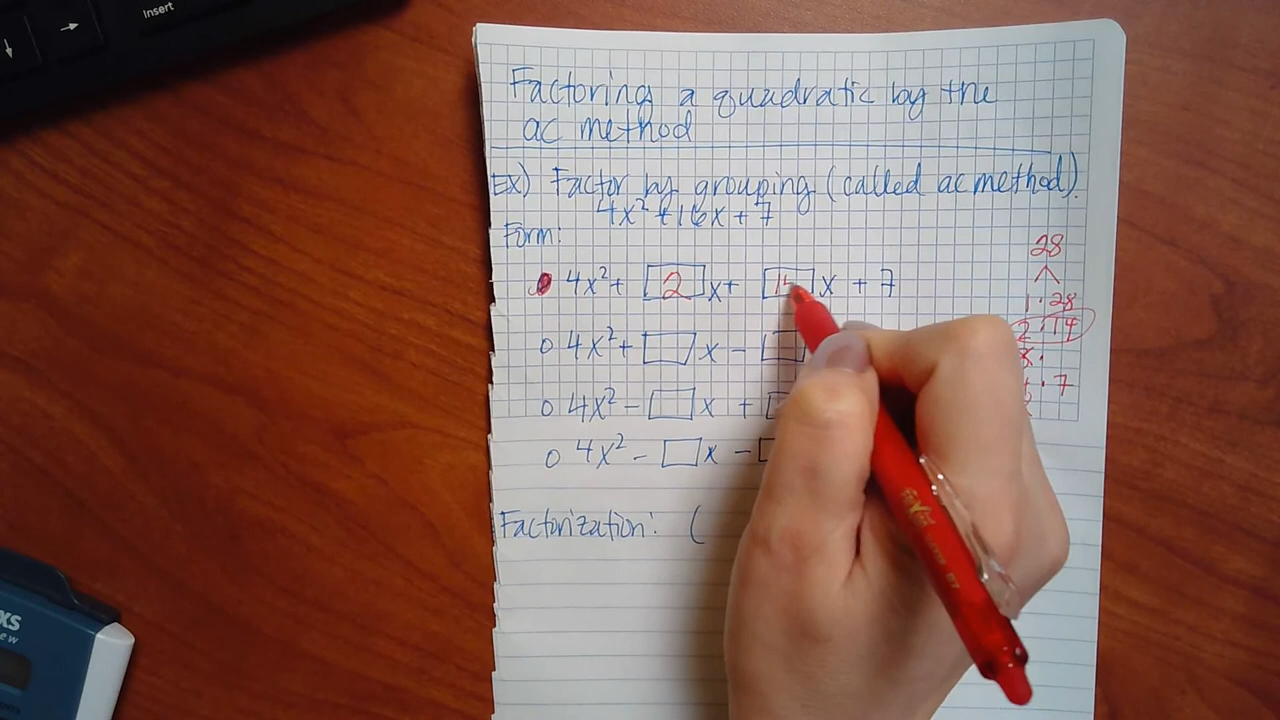 Insert
Factoring a quadratic by the
ac method
Ex) Factor by grouping (called ac method).
4x² + 16x + 7
Form:
4x² + 2 x + x + 7
28
1 · 28
2 · 14
· 7
4x² + x -
4x² - x +
4x² - x -
Factorization: (